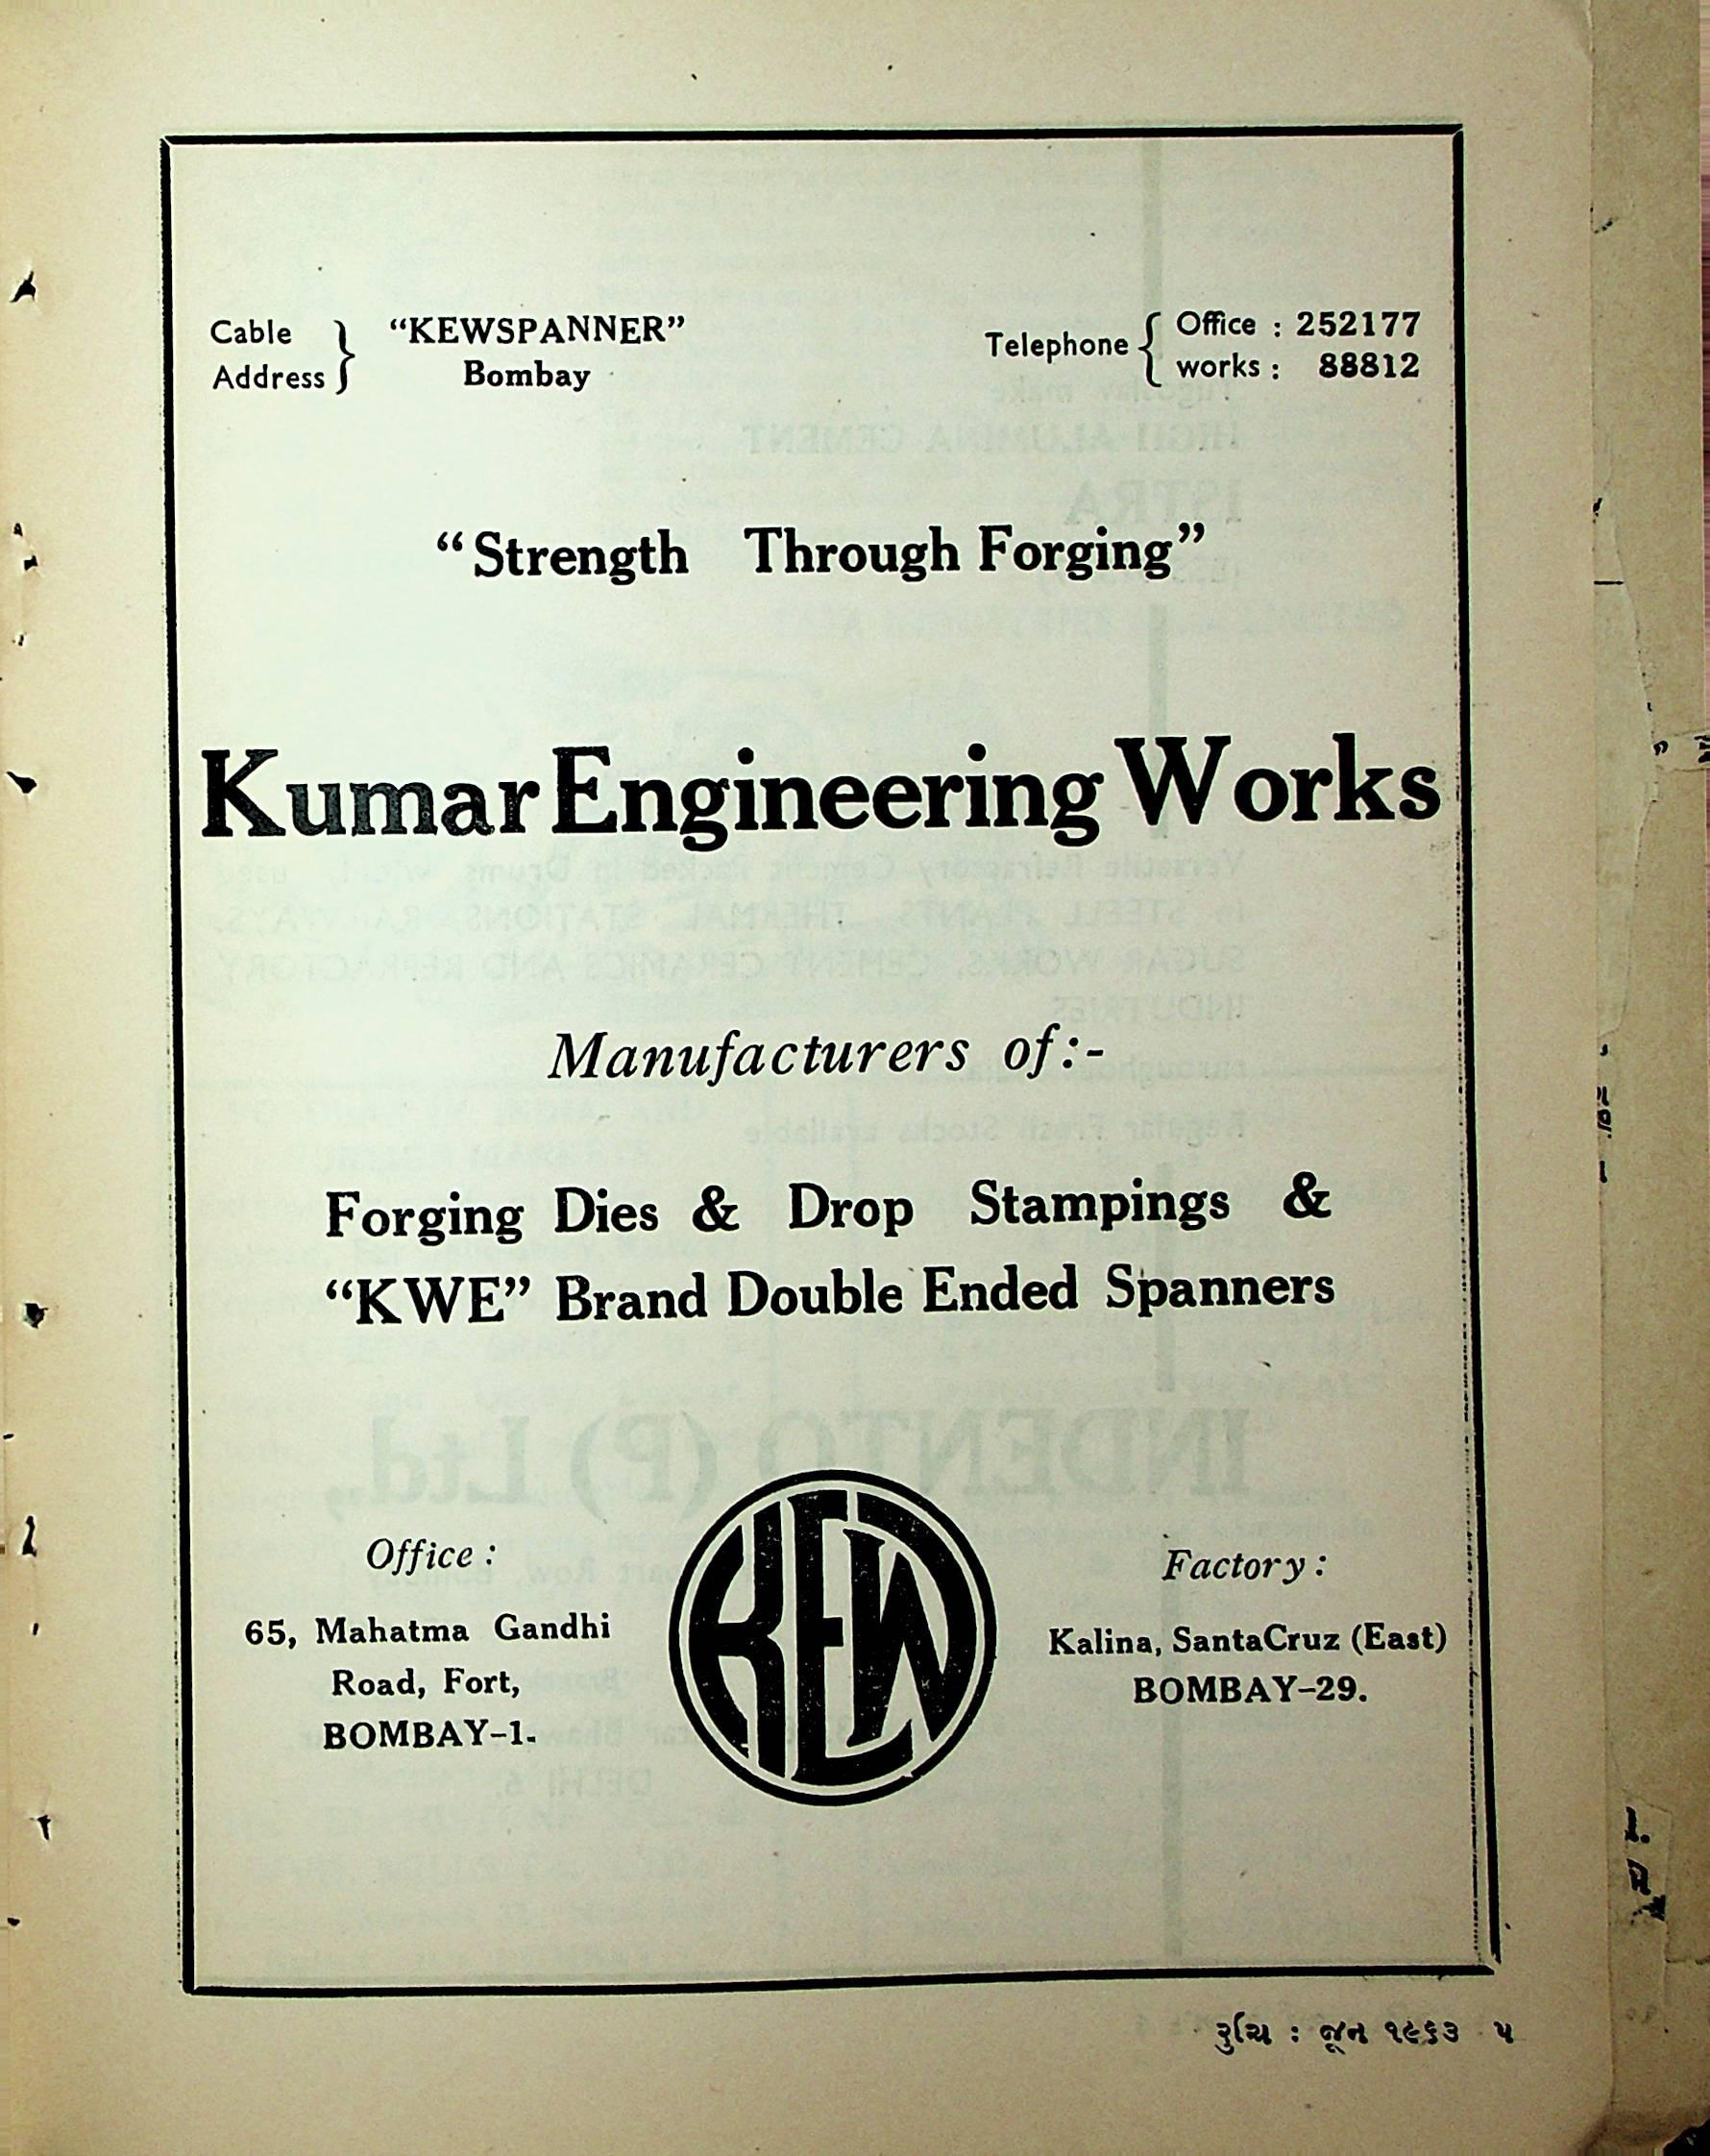 Cable Address } “KEWSPANNER” Bombay
Telephone { Office : 252177
works : 88812
“Strength Through Forging”
Kumar Engineering Works
Manufacturers of:-
Forging Dies & Drop Stampings &
“KWE” Brand Double Ended Spanners
Office :
65, Mahatma Gandhi
Road, Fort,
BOMBAY-1.
KEW
Factory :
Kalina, SantaCruz (East)
BOMBAY-29.
રુચિ : જૂન ૧૯૬૩ ૫